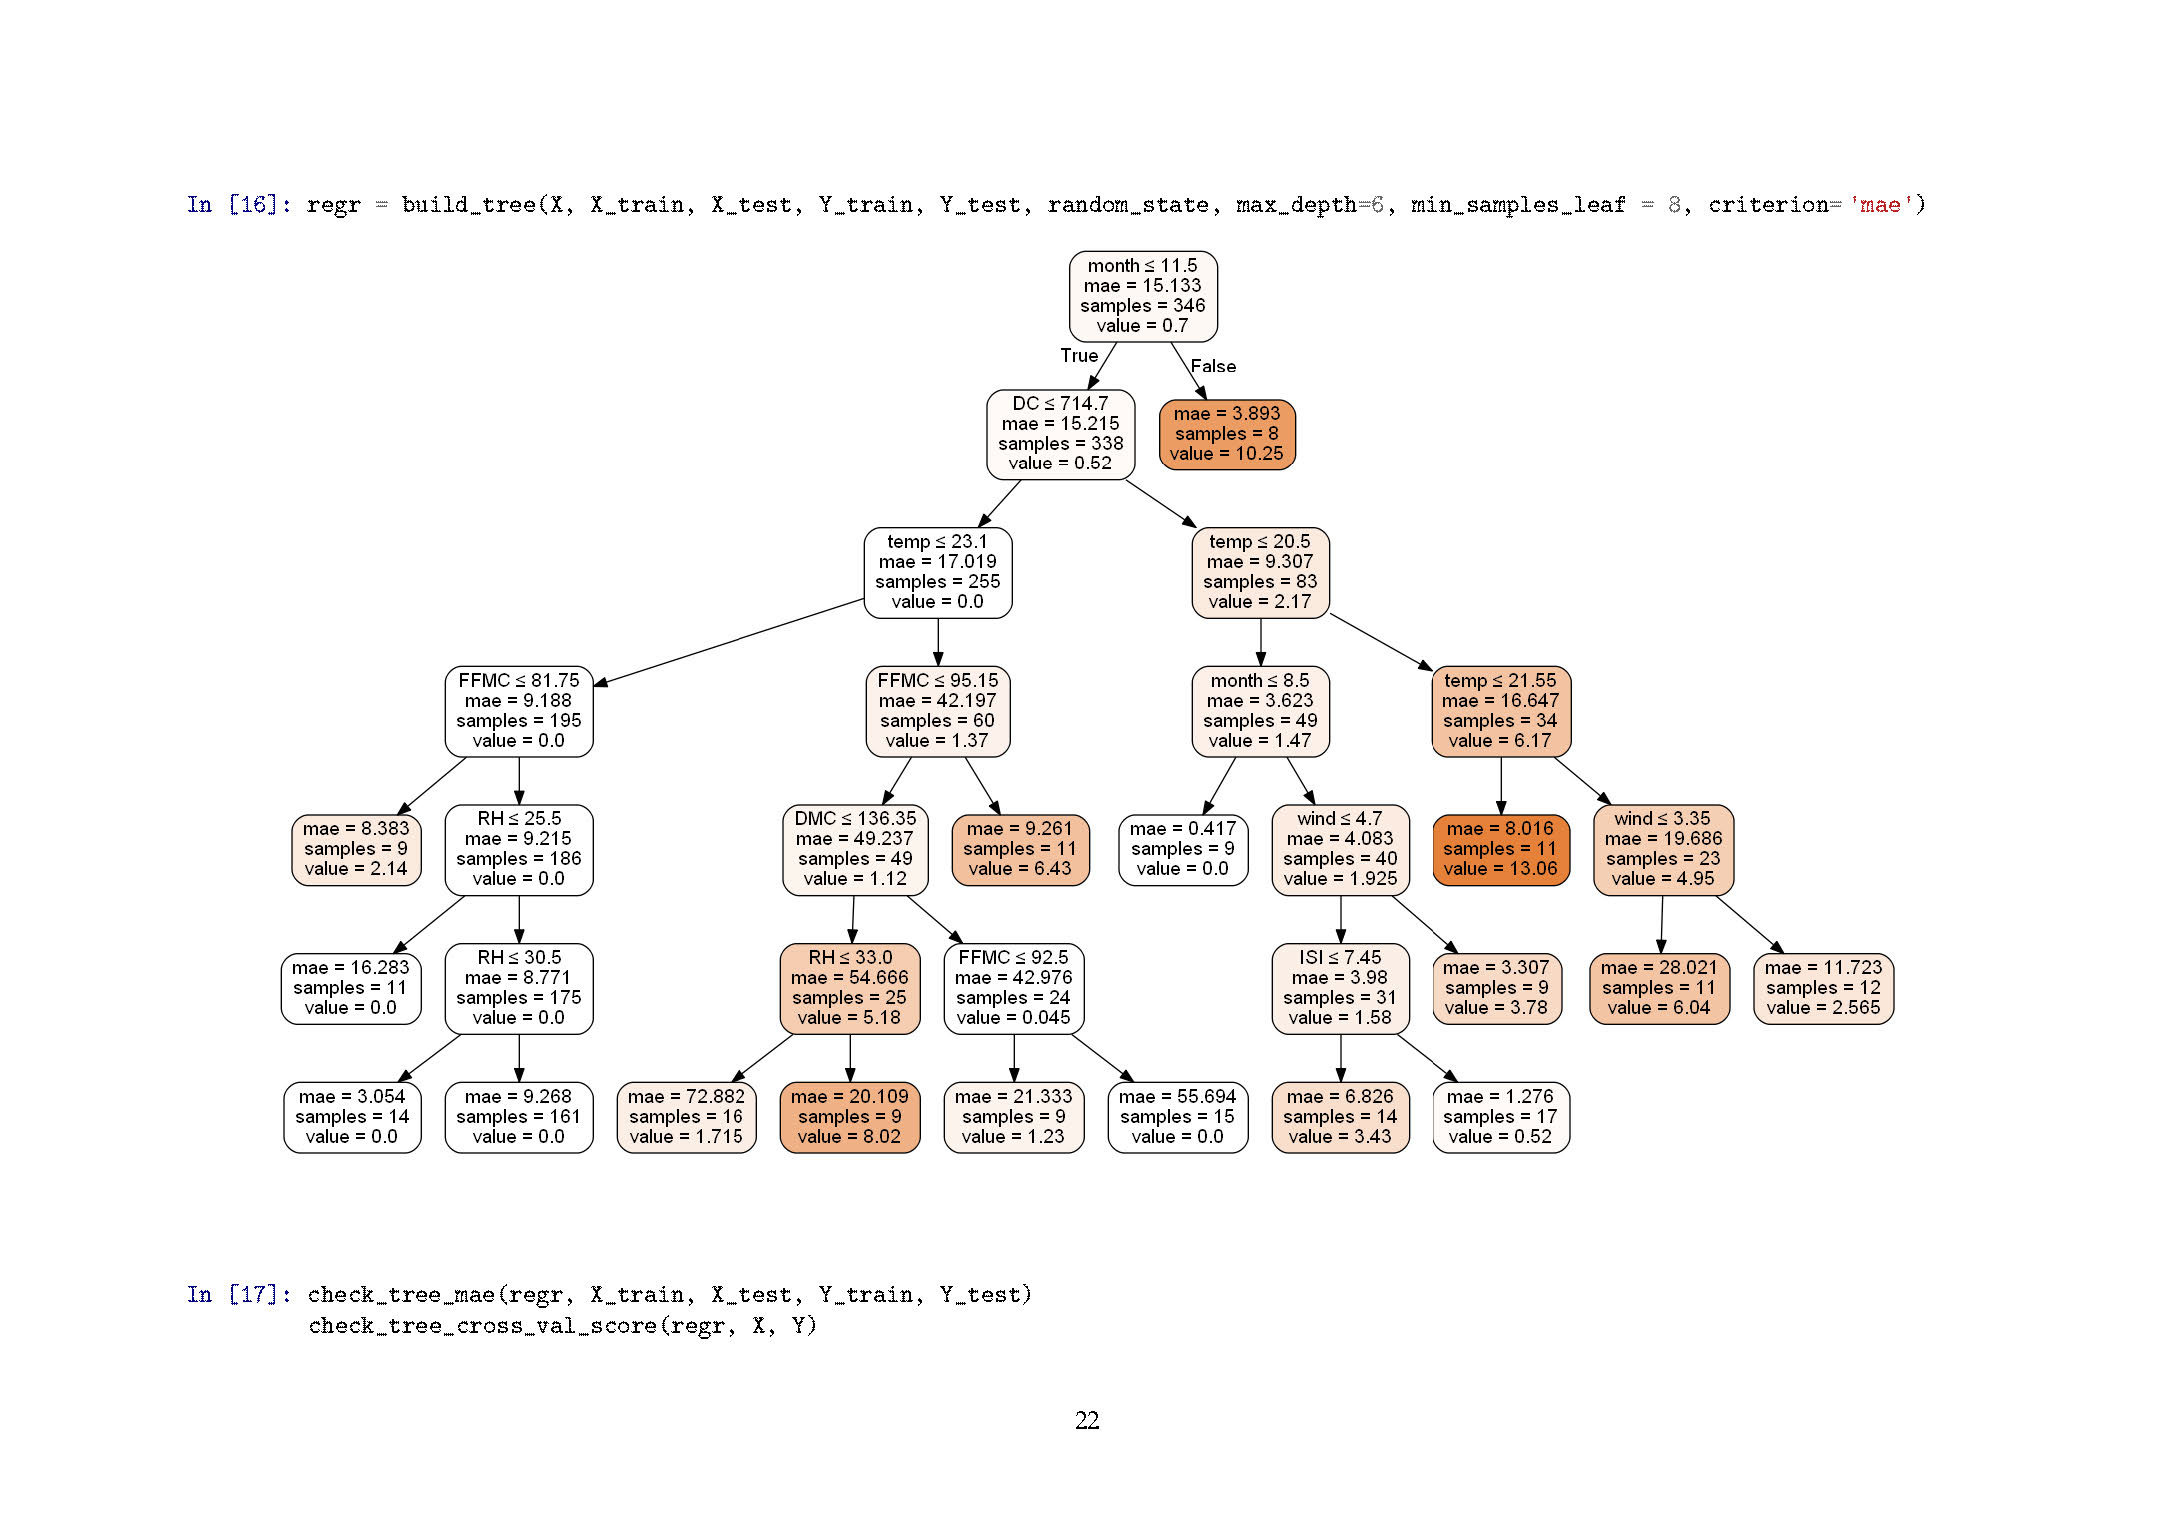 In [16]: regr = build_tree(X, X_train, X_test, Y_train, Y_test, random_state, max_depth=6, min_samples_leaf = 8, criterion='mae')
month ≤ 11.5
mae = 15.133
samples = 346
value = 0.7
True
False
DC ≤ 714.7
mae = 15.215
samples = 338
value = 0.52
mae = 3.893
samples = 8
value = 10.25
temp ≤ 23.1
mae = 17.019
samples = 255
value = 0.0
temp ≤ 20.5
mae = 9.307
samples = 83
value = 2.17
FFMC ≤ 81.75
mae = 9.188
samples = 195
value = 0.0
FFMC ≤ 95.15
mae = 42.197
samples = 60
value = 1.37
month ≤ 8.5
mae = 3.623
samples = 49
value = 1.47
temp ≤ 21.55
mae = 16.647
samples = 34
value = 6.17
mae = 8.383
samples = 9
value = 2.14
RH ≤ 25.5
mae = 9.215
samples = 186
value = 0.0
DMC ≤ 136.35
mae = 49.237
samples = 49
value = 1.12
mae = 9.261
samples = 11
value = 6.43
mae = 0.417
samples = 9
value = 0.0
wind ≤ 4.7
mae = 4.083
samples = 40
value = 1.925
mae = 8.016
samples = 11
value = 13.06
wind ≤ 3.35
mae = 19.686
samples = 23
value = 4.95
mae = 16.283
samples = 11
value = 0.0
RH ≤ 30.5
mae = 8.771
samples = 175
value = 0.0
RH ≤ 33.0
mae = 54.666
samples = 25
value = 5.18
FFMC ≤ 92.5
mae = 42.976
samples = 24
value = 0.045
ISI ≤ 7.45
mae = 3.98
samples = 31
value = 1.58
mae = 3.307
samples = 9
value = 3.78
mae = 28.021
samples = 11
value = 6.04
mae = 11.723
samples = 12
value = 2.565
mae = 3.054
samples = 14
value = 0.0
mae = 9.268
samples = 161
value = 0.0
mae = 72.882
samples = 16
value = 1.715
mae = 20.109
samples = 9
value = 8.02
mae = 21.333
samples = 9
value = 1.23
mae = 55.694
samples = 15
value = 0.0
mae = 6.826
samples = 14
value = 3.43
mae = 1.276
samples = 17
value = 0.52
In [17]: check_tree_mae(regr, X_train, X_test, Y_train, Y_test)
check_tree_cross_val_score(regr, X, Y)
22